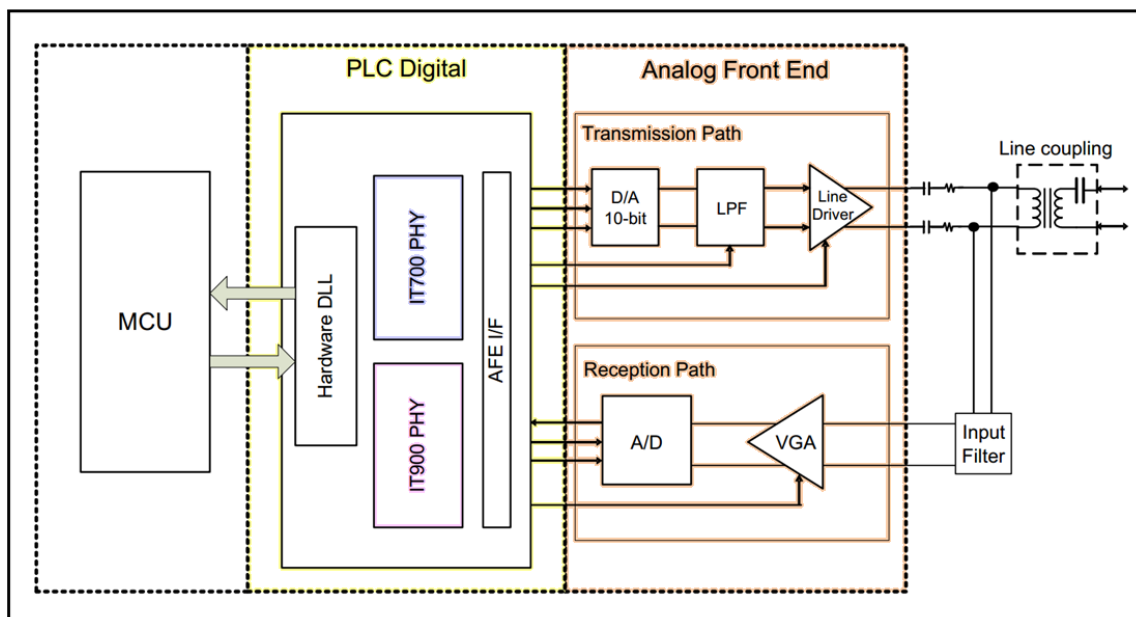 PLC Digital
Analog Front End
Transmission Path
Line coupling
D/A
10-bit
LPF
Line
Driver
IT700 PHY
Hardware DLL
AFE I/F
MCU
IT900 PHY
Reception Path
A/D
VGA
Input
Filter